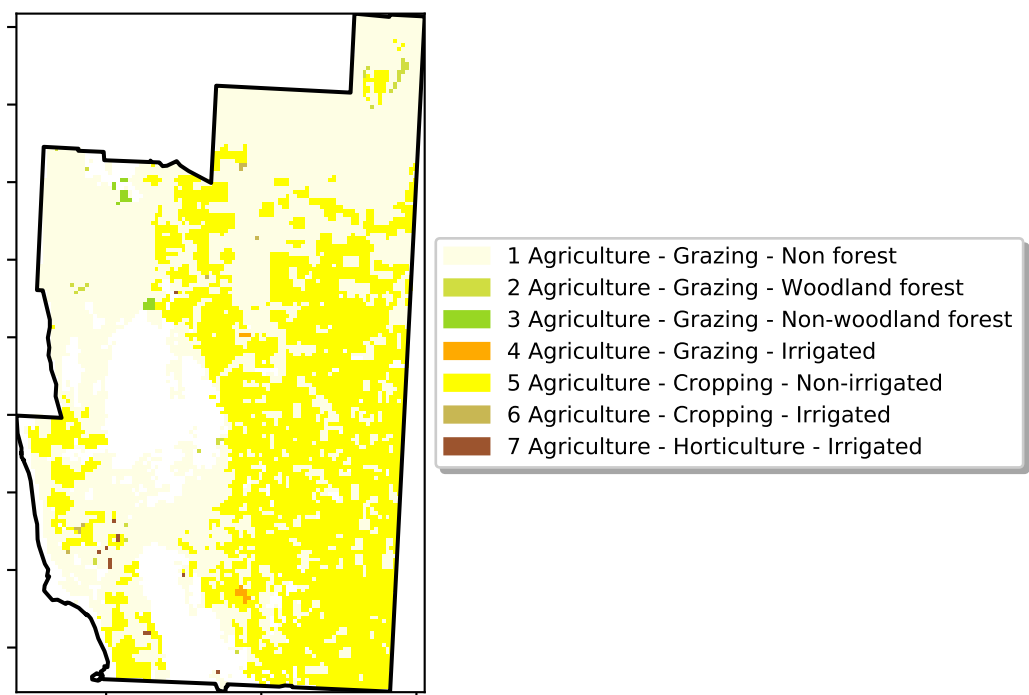 1 Agriculture - Grazing - Non forest
2 Agriculture - Grazing - Woodland forest
3 Agriculture - Grazing - Non-woodland forest
4 Agriculture - Grazing - Irrigated
5 Agriculture - Cropping - Non-irrigated
6 Agriculture - Cropping - Irrigated
7 Agriculture - Horticulture - Irrigated